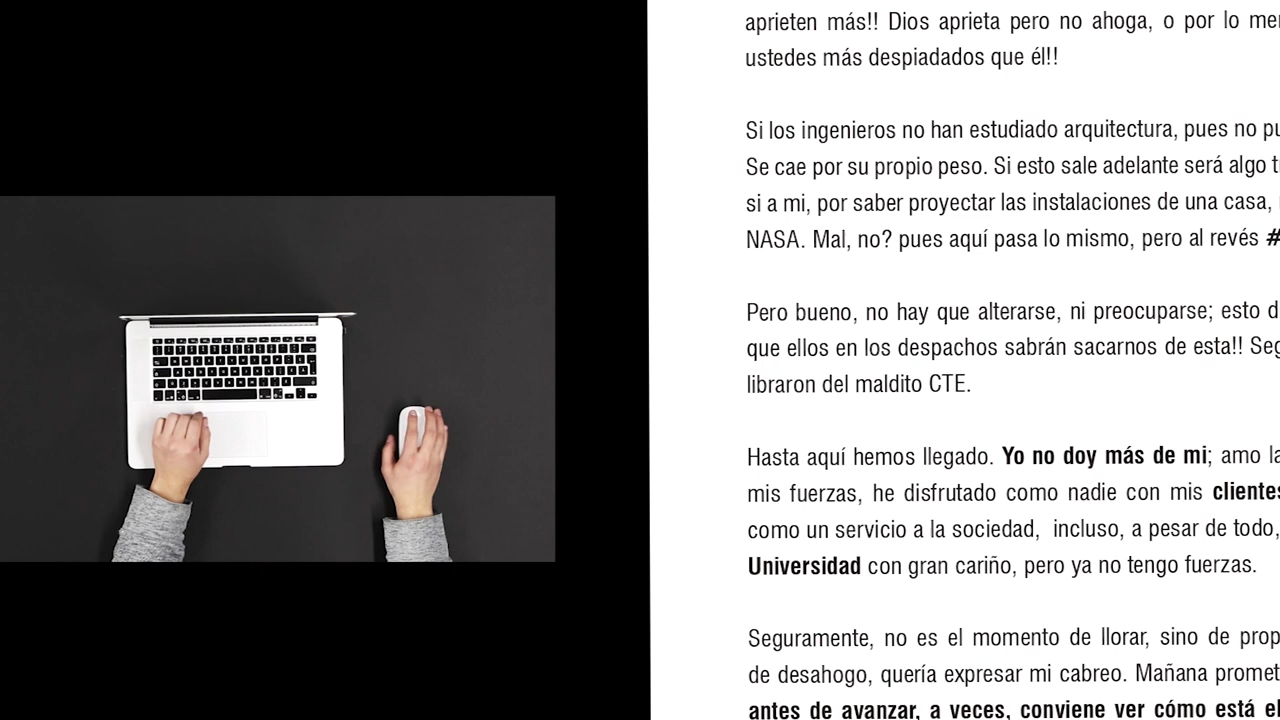 aprieten más!! Dios aprieta pero no ahoga, o por lo
ustedes más despiadados que él!!
Si los ingenieros no han estudiado arquitectura, pues no
Se cae por su propio peso. Si esto sale adelante será algo
si a mi, por saber proyectar las instalaciones de una casa,
NASA. Mal, no? pues aquí pasa lo mismo, pero al revés #
Pero bueno, no hay que alterarse, ni preocuparse; esto
que ellos en los despachos sabrán sacarnos de esta!!
libraron del maldito CTE.
Hasta aquí hemos llegado. Yo no doy más de mi; amo
mis fuerzas, he disfrutado como nadie con mis clientes
como un servicio a la sociedad, incluso, a pesar de todo,
Universidad con gran cariño, pero ya no tengo fuerzas.
Seguramente, no es el momento de llorar, sino de
de desahogo, quería expresar mi cabreo. Mañana
antes de avanzar, a veces, conviene ver cómo está